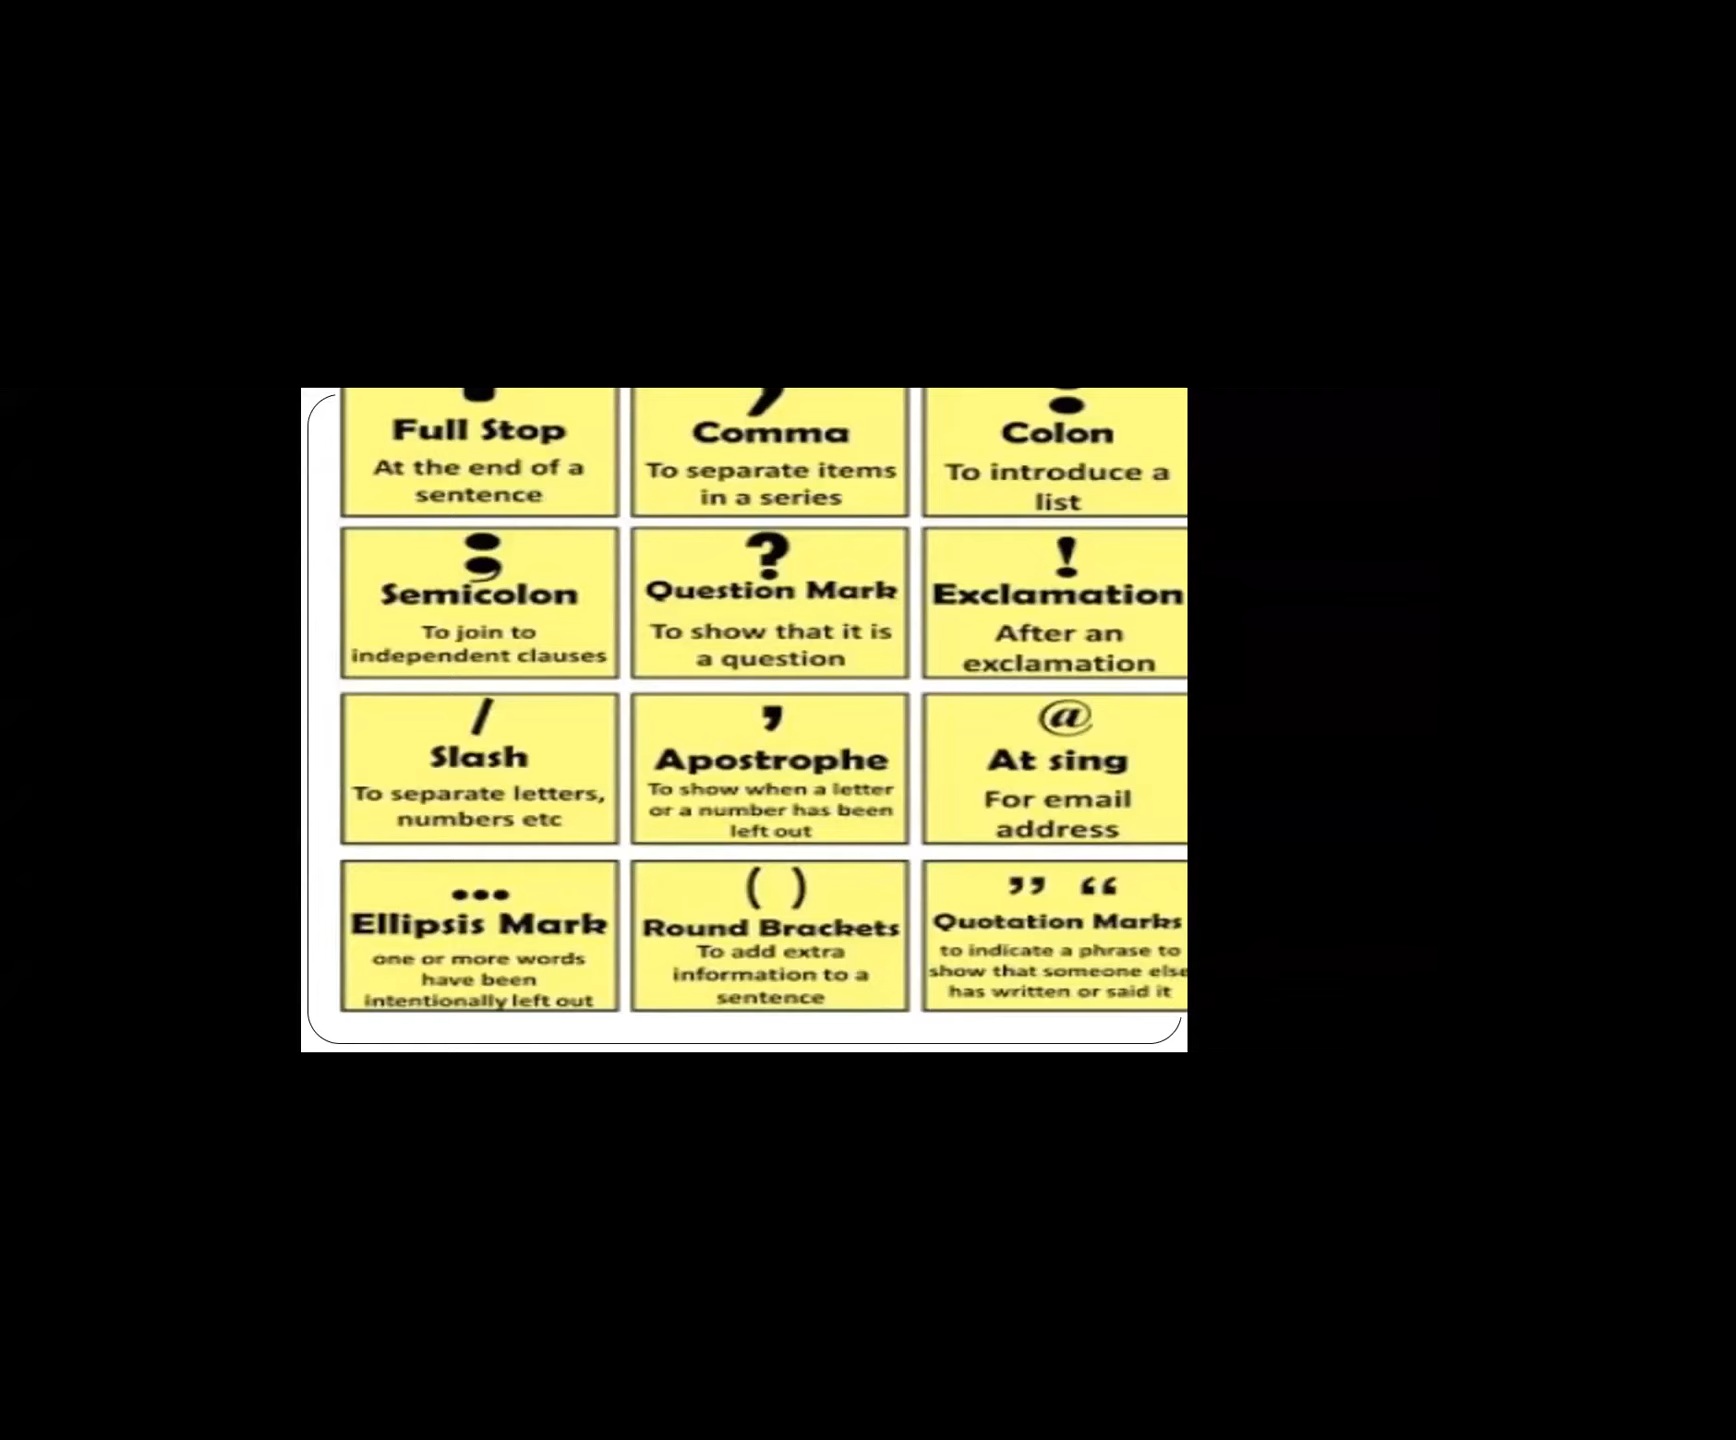 Full Stop
At the end of a
sentence
,
Comma
To separate items
in a series
Colon
To introduce a
list
;
Semicolon
To join to
independent clauses
?
Question Mark
To show that it is
a question
!
Exclamation
After an
exclamation
/
Slash
To separate letters,
numbers etc
’
Apostrophe
To show when a letter
or a number has been
left out
@
At sing
For email
address
...
Ellipsis Mark
one or more words
have been
intentionally left out
( )
Round Brackets
To add extra
information to a
sentence
” “
Quotation Marks
to indicate a phrase to
show that someone else
has written or said it